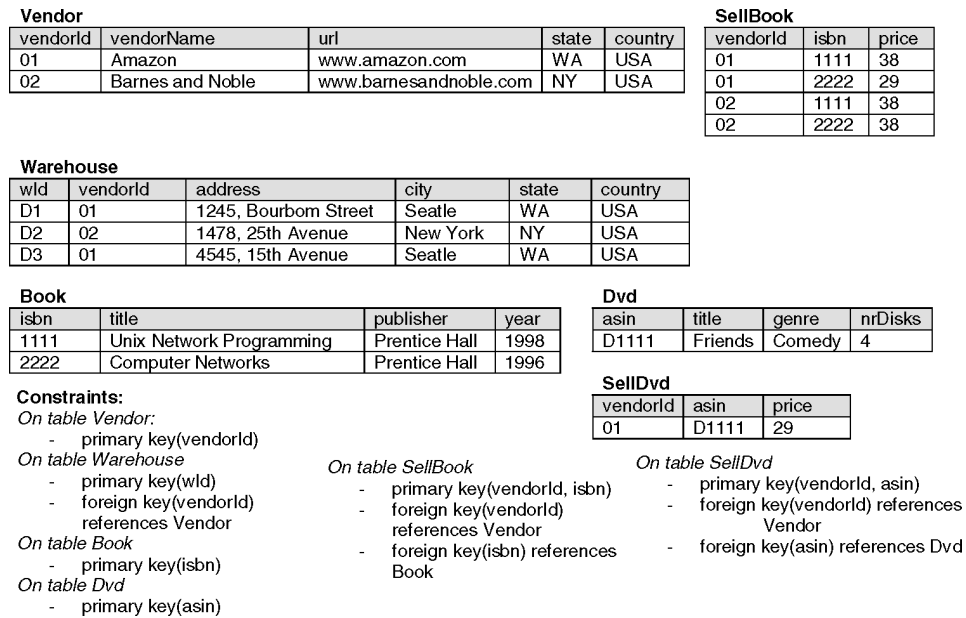 Vendor
vendorId vendorName url state country
01 Amazon www.amazon.com WA USA
02 Barnes and Noble www.barnesandnoble.com NY USA
SellBook
vendorId isbn price
01 1111 38
01 2222 29
02 1111 38
02 2222 38
Warehouse
wId vendorId address city state country
D1 01 1245, Bourbom Street Seatle WA USA
D2 02 1478, 25th Avenue New York NY USA
D3 01 4545, 15th Avenue Seatle WA USA
Book
isbn title publisher year
1111 Unix Network Programming Prentice Hall 1998
2222 Computer Networks Prentice Hall 1996
Dvd
asin title genre nrDisks
D1111 Friends Comedy 4
SellDvd
vendorId asin price
01 D1111 29
Constraints:
On table Vendor:
- primary key(vendorId)
On table Warehouse
- primary key(wId)
- foreign key(vendorId)
references Vendor
On table Book
- primary key(isbn)
On table Dvd
- primary key(asin)
On table SellBook
- primary key(vendorId, isbn)
- foreign key(vendorId)
references Vendor
- foreign key(isbn) references
Book
On table SellDvd
- primary key(vendorId, asin)
- foreign key(vendorId) references
Vendor
- foreign key(asin) references Dvd